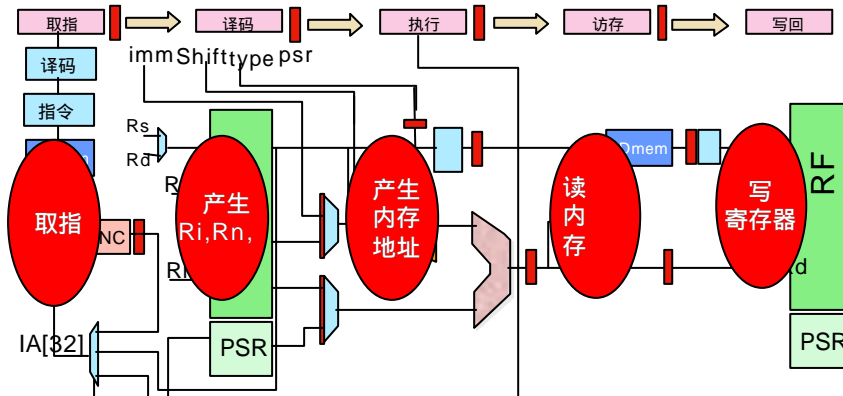 取指
译码
执行
访存
写回
imm Shift type psr
译码
指令
Rs
Rd
取指
产生
Ri,Rn,
产生
内存
地址
读
内存
写
寄存器
RF
NC
IA[32]
PSR
PSR